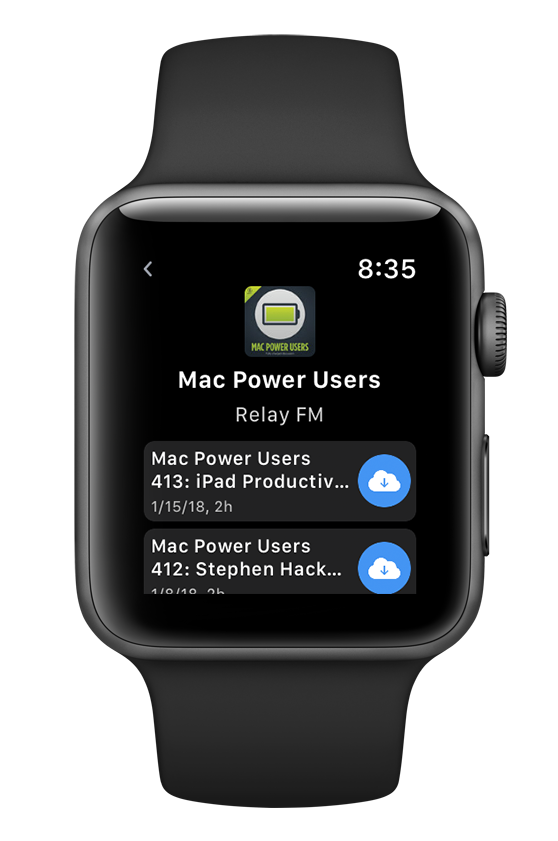 8:35
MAC POWER USERS
Mac Power Users
Relay FM
Mac Power Users
413: iPad Productiv...
1/15/18, 2h
Mac Power Users
412: Stephen Hack...
1/8/18, 2h